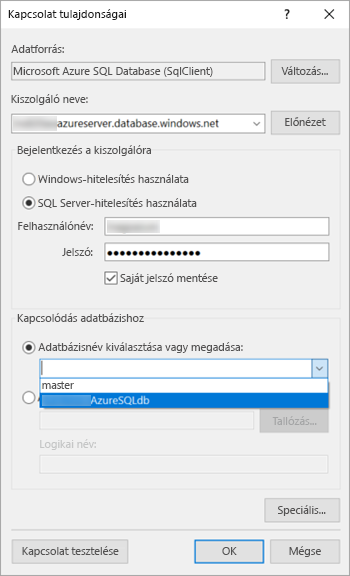 Kapcsolat tulajdonságai
?
Adatforrás:
Microsoft Azure SQL Database (SqlClient)
Változás...
Kiszolgáló neve:
azureserver.database.windows.net
Előnézet
Bejelentkezés a kiszolgálóra
Windows-hitelesítés használata
SQL Server-hitelesítés használata
Felhasználónév:
Jelszó: ●●●●●●●●●●●●●●●
Saját jelszó mentése
Kapcsolódás adatbázishoz
Adatbázisnév kiválasztása vagy megadása:
master
AzureSQLdb
Tallózás...
Logikai név:
Speciális...
Kapcsolat tesztelése
OK
Mégse